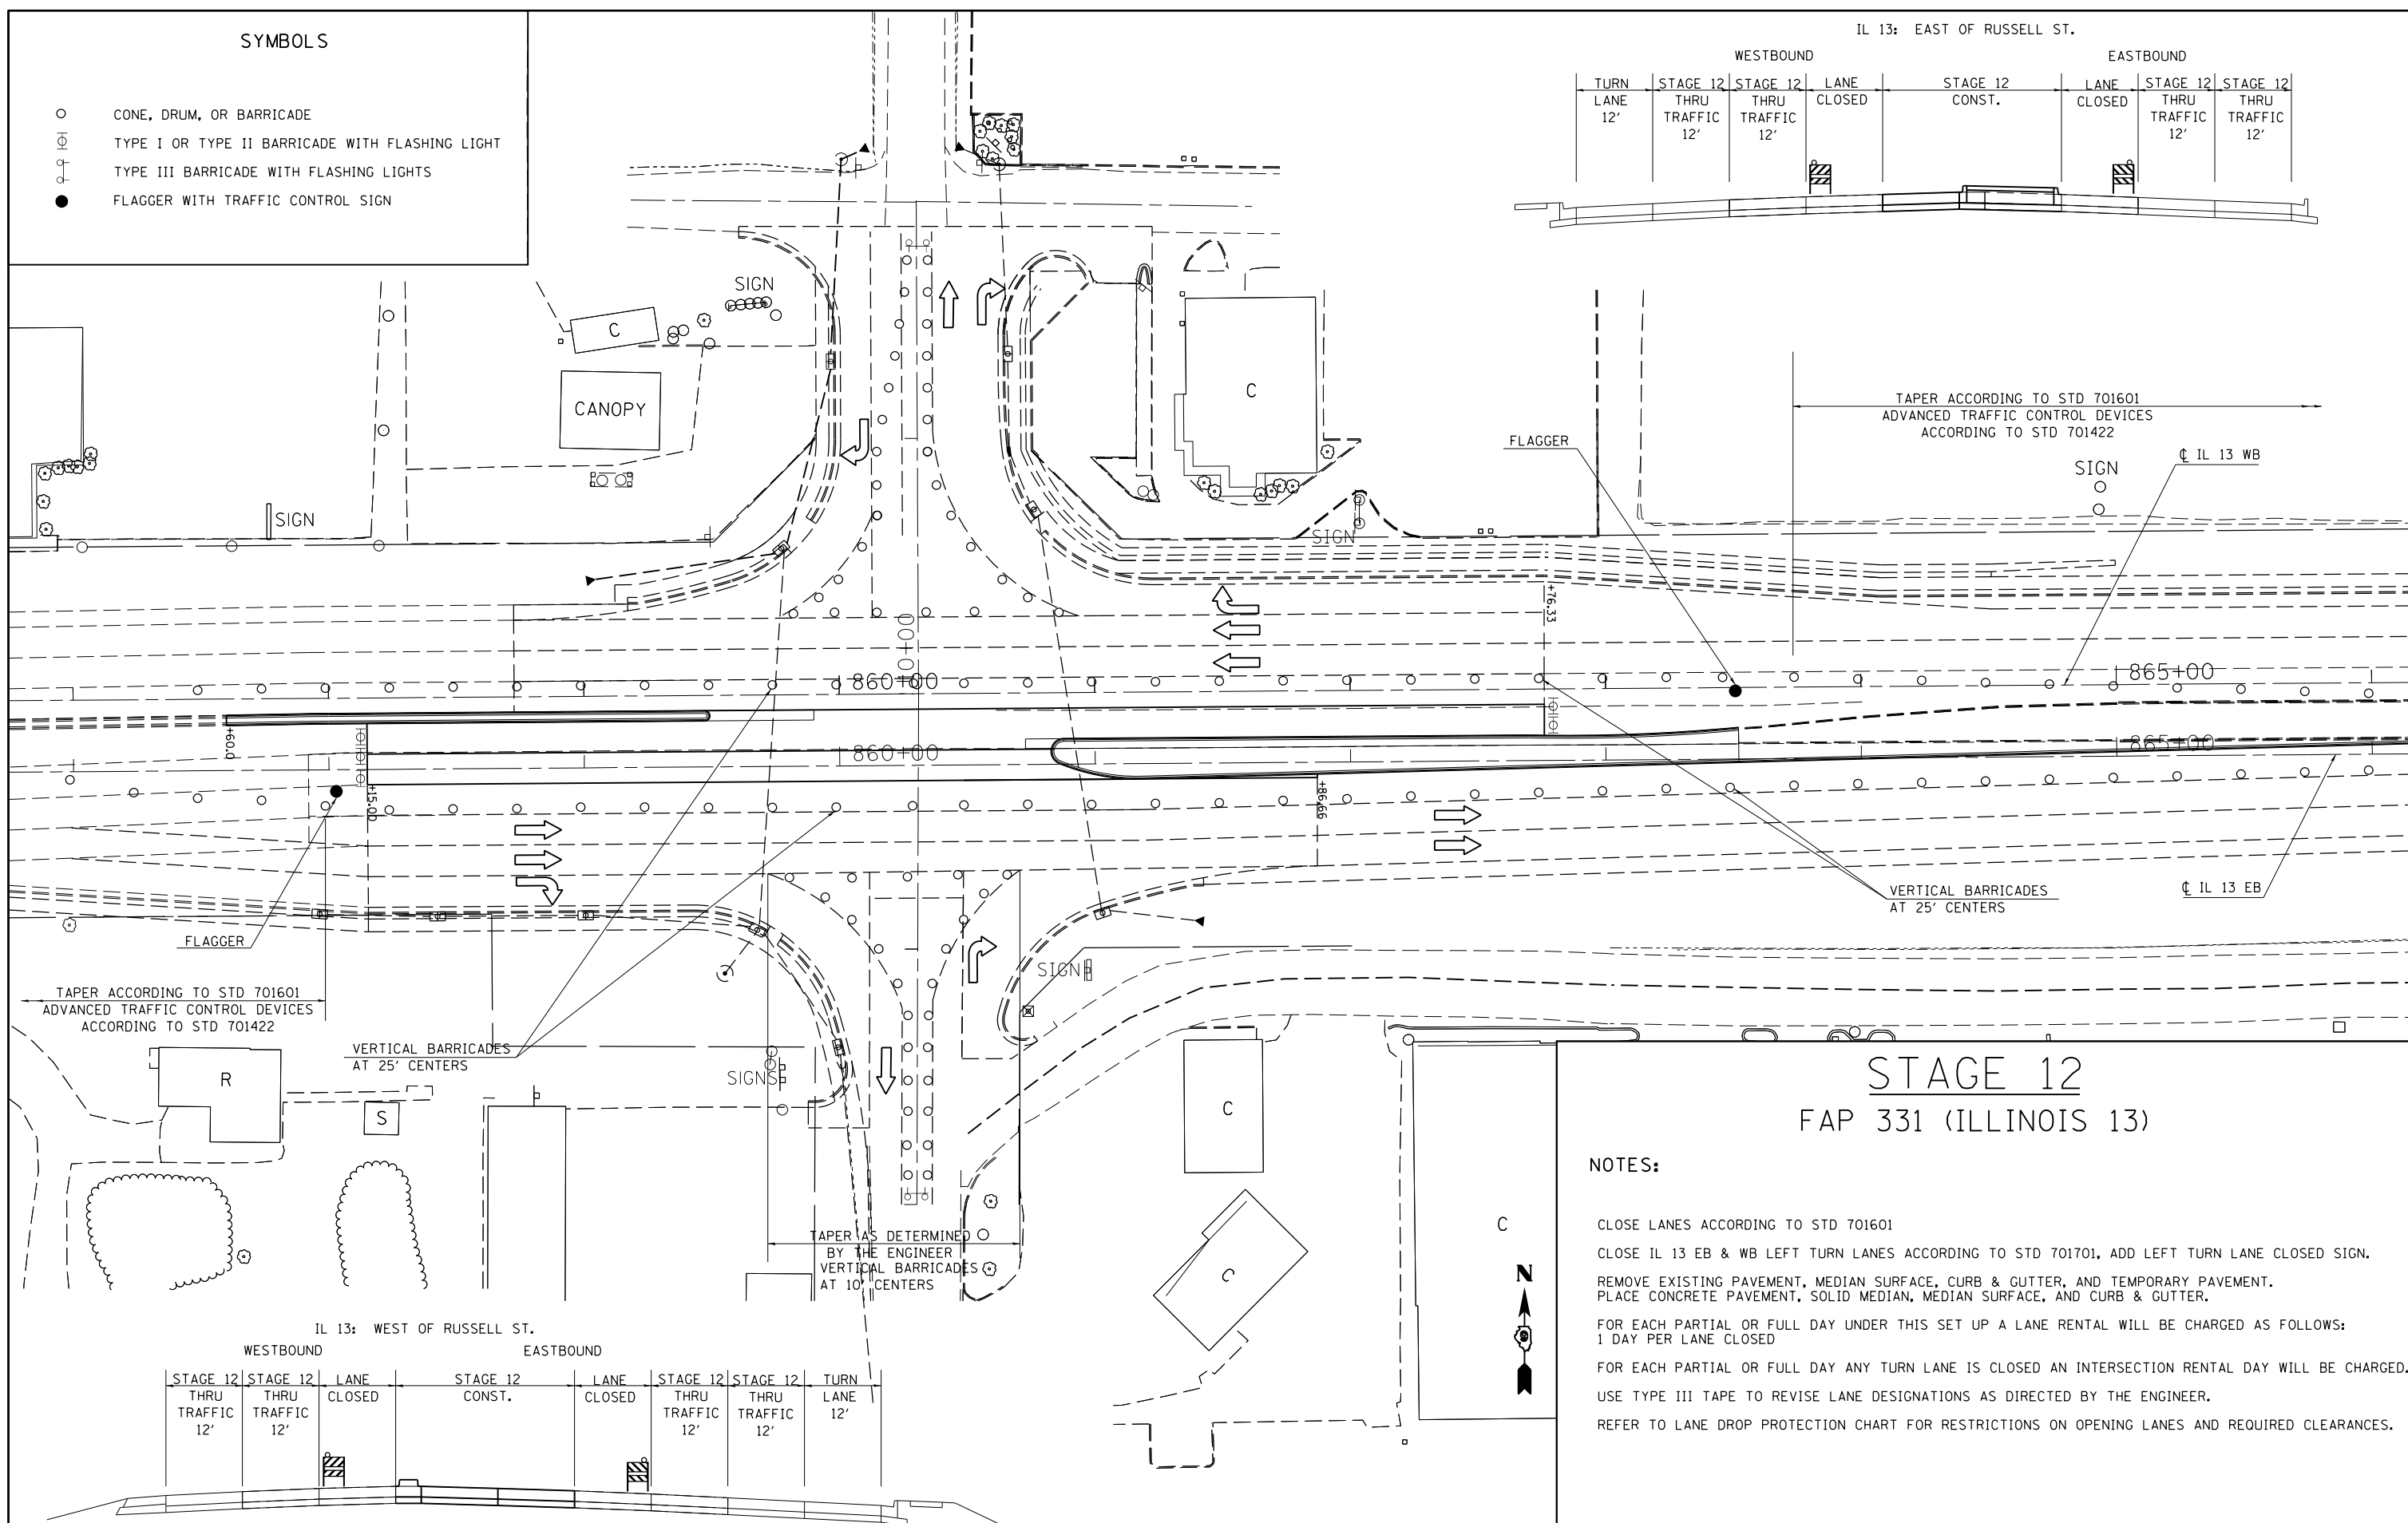 SYMBOLS
CONE, DRUM, OR BARRICADE
TYPE I OR TYPE II BARRICADE WITH FLASHING LIGHT
TYPE III BARRICADE WITH FLASHING LIGHTS
FLAGGER WITH TRAFFIC CONTROL SIGN
IL 13: EAST OF RUSSELL ST.
WESTBOUND
EASTBOUND
TURN LANE 12'
STAGE 12 THRU TRAFFIC 12'
STAGE 12 THRU TRAFFIC 12'
LANE CLOSED
STAGE 12 CONST.
LANE CLOSED
STAGE 12 THRU TRAFFIC 12'
STAGE 12 THRU TRAFFIC 12'
SIGN
C
CANOPY
SIGN
C
SIGN
FLAGGER
TAPER ACCORDING TO STD 701601
ADVANCED TRAFFIC CONTROL DEVICES
ACCORDING TO STD 701422
SIGN
℄ IL 13 WB
+76.33
0+00
860+00
865+00
+60.0
860+00
865+00
+15.00
+86.66
FLAGGER
VERTICAL BARRICADES
AT 25' CENTERS
℄ IL 13 EB
TAPER ACCORDING TO STD 701601
ADVANCED TRAFFIC CONTROL DEVICES
ACCORDING TO STD 701422
SIGN
VERTICAL BARRICADES
AT 25' CENTERS
SIGNS
R
S
C
C
C
TAPER AS DETERMINED
BY THE ENGINEER
VERTICAL BARRICADES
AT 10' CENTERS
N
IL 13: WEST OF RUSSELL ST.
WESTBOUND
EASTBOUND
STAGE 12 THRU TRAFFIC 12'
STAGE 12 THRU TRAFFIC 12'
LANE CLOSED
STAGE 12 CONST.
LANE CLOSED
STAGE 12 THRU TRAFFIC 12'
STAGE 12 THRU TRAFFIC 12'
TURN LANE 12'
STAGE 12
FAP 331 (ILLINOIS 13)
NOTES:
CLOSE LANES ACCORDING TO STD 701601
CLOSE IL 13 EB & WB LEFT TURN LANES ACCORDING TO STD 701701, ADD LEFT TURN LANE CLOSED SIGN.
REMOVE EXISTING PAVEMENT, MEDIAN SURFACE, CURB & GUTTER, AND TEMPORARY PAVEMENT.
PLACE CONCRETE PAVEMENT, SOLID MEDIAN, MEDIAN SURFACE, AND CURB & GUTTER.
FOR EACH PARTIAL OR FULL DAY UNDER THIS SET UP A LANE RENTAL WILL BE CHARGED AS FOLLOWS:
1 DAY PER LANE CLOSED
FOR EACH PARTIAL OR FULL DAY ANY TURN LANE IS CLOSED AN INTERSECTION RENTAL DAY WILL BE CHARGED.
USE TYPE III TAPE TO REVISE LANE DESIGNATIONS AS DIRECTED BY THE ENGINEER.
REFER TO LANE DROP PROTECTION CHART FOR RESTRICTIONS ON OPENING LANES AND REQUIRED CLEARANCES.